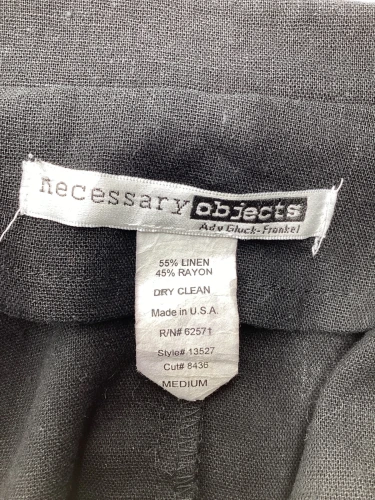 necessary objects
Ady Gluck-Frankel
55% LINEN
45% RAYON
DRY CLEAN
Made in U.S.A.
R/N# 62571
Style# 13527
Cut# 8436
MEDIUM